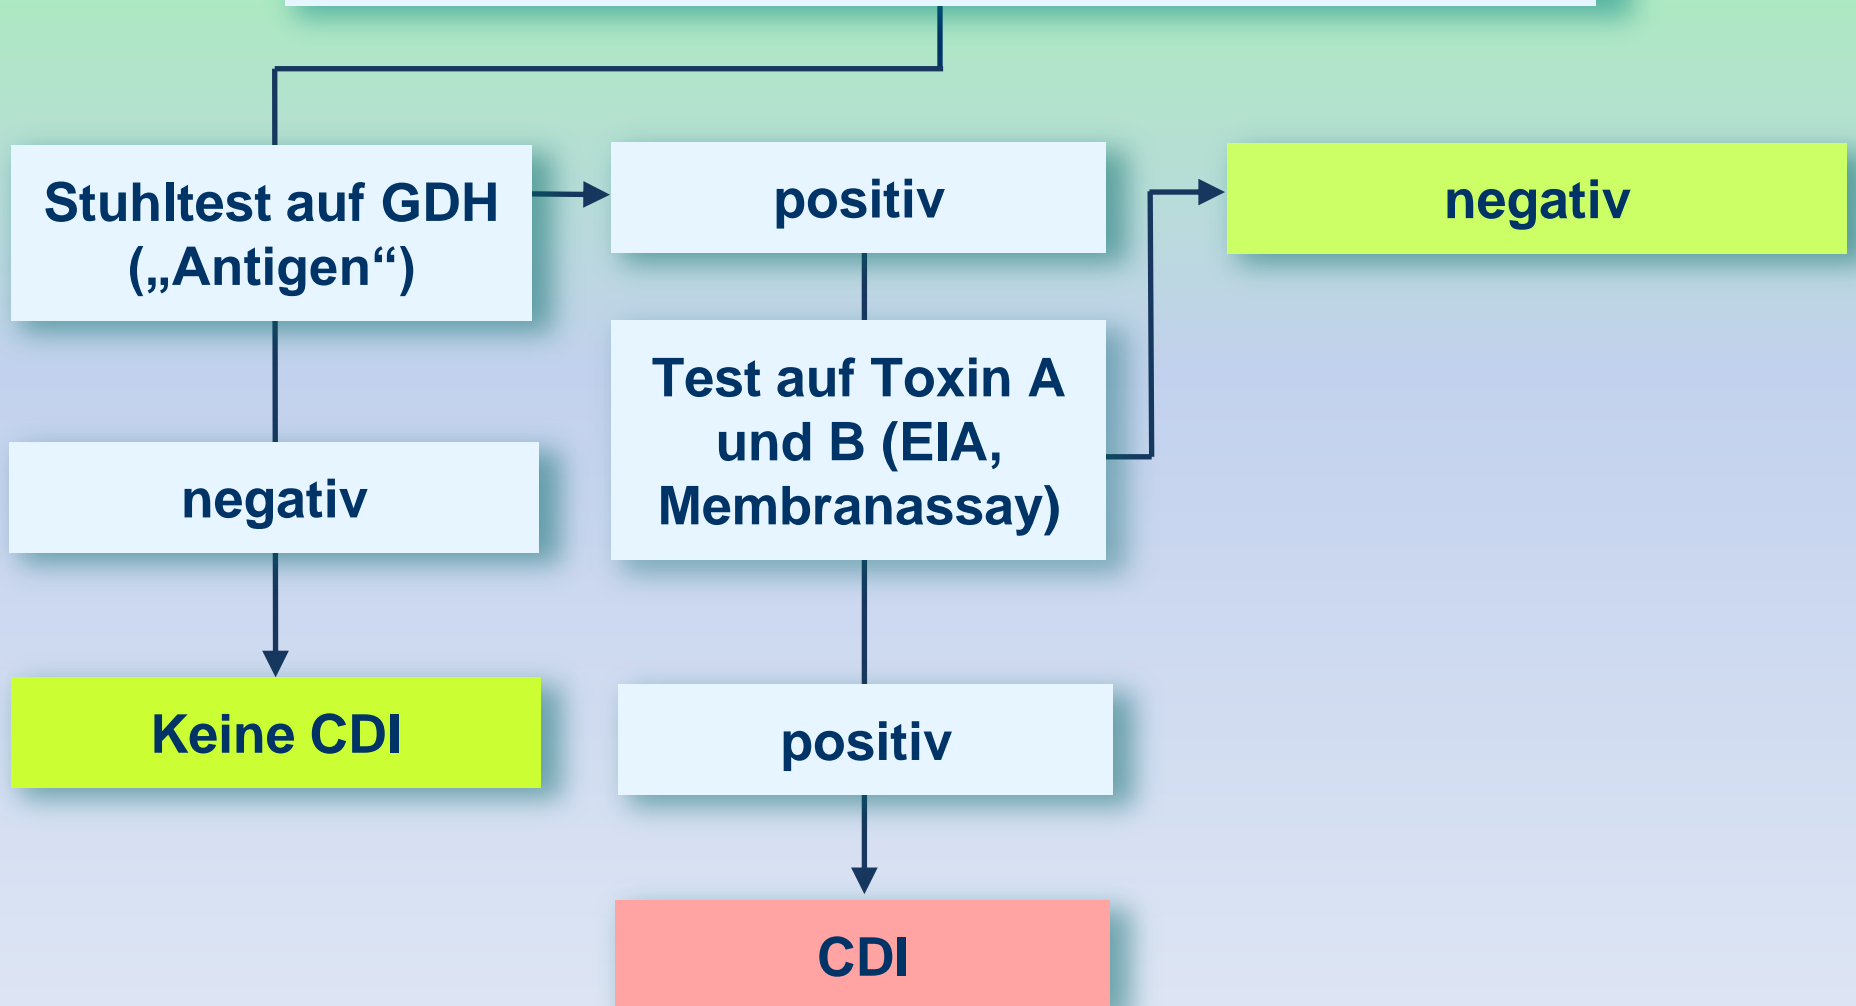 Stuhltest auf GDH
(„Antigen“)
positiv
negativ
Test auf Toxin A
und B (EIA,
Membranassay)
negativ
positiv
Keine CDI
CDI